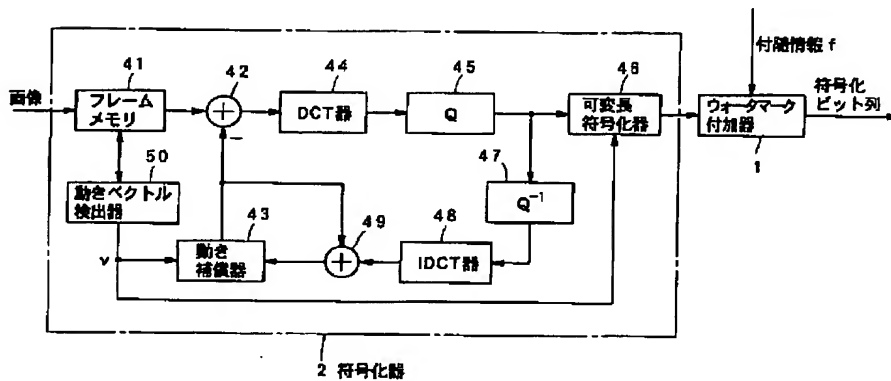 付随情報 f
41
42
44
45
46
符号化
ビット列
画像
フレーム
メモリ
DCT器
Q
可変長
符号化器
ウォータマーク
付加器
−
1
50
47
動きベクトル
検出器
Q⁻¹
43
49
48
動き
補償器
IDCT器
v
2 符号化器